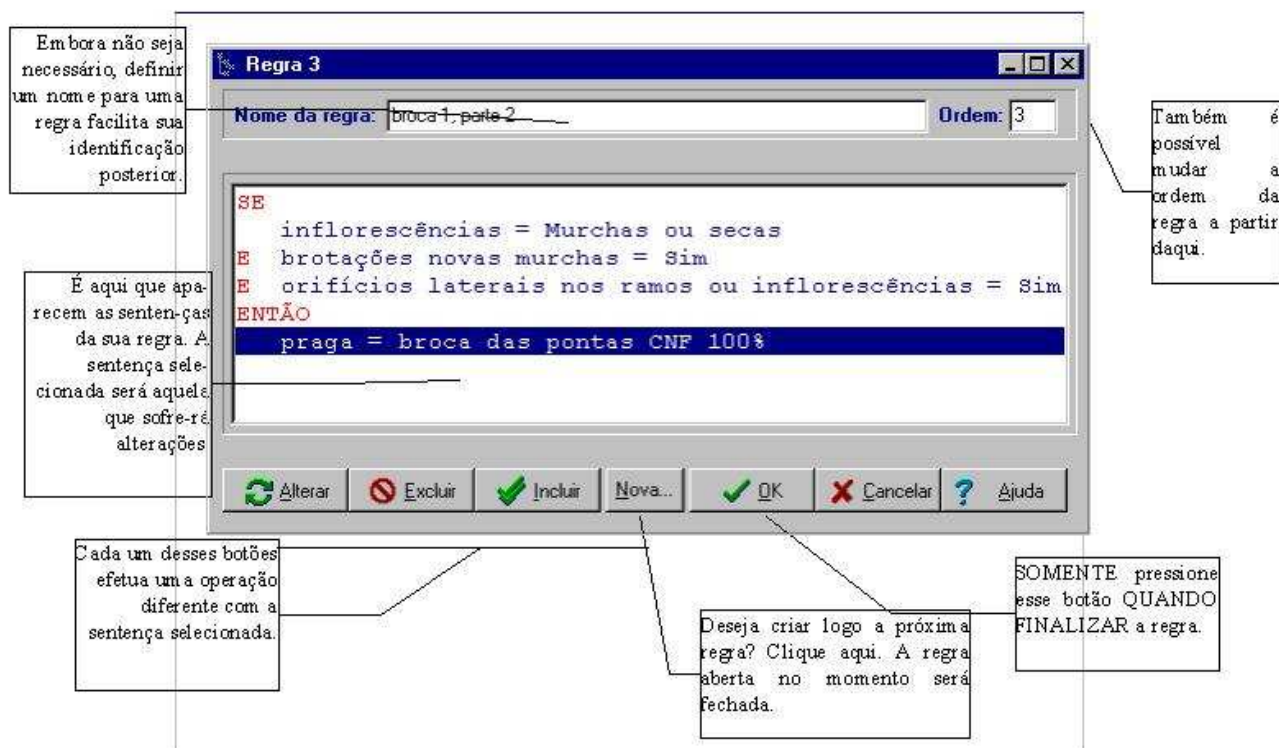 Embora não seja
necessário, definir
um nome para uma
regra facilita sua
identificação
posterior.
Regra 3
Nome da regra: broca 1, parte 2 Ordem: 3
Também é
possível
mudar a
ordem da
regra a partir
daqui.
SE
inflorescências = Murchas ou secas
E brotações novas murchas = Sim
E orifícios laterais nos ramos ou inflorescências = Sim
ENTÃO
praga = broca das pontas CNF 100%
É aqui que apa-
recem as senten-ças
da sua regra. A
sentença sele-
cionada será aquela
que sofre-rá
alterações
Alterar Excluir Incluir Nova... OK Cancelar Ajuda
Cada um desses botões
efetua uma operação
diferente com a
sentença selecionada.
Deseja criar logo a próxima
regra? Clique aqui. A regra
aberta no momento será
fechada.
SOMENTE pressione
esse botão QUANDO
FINALIZAR a regra.